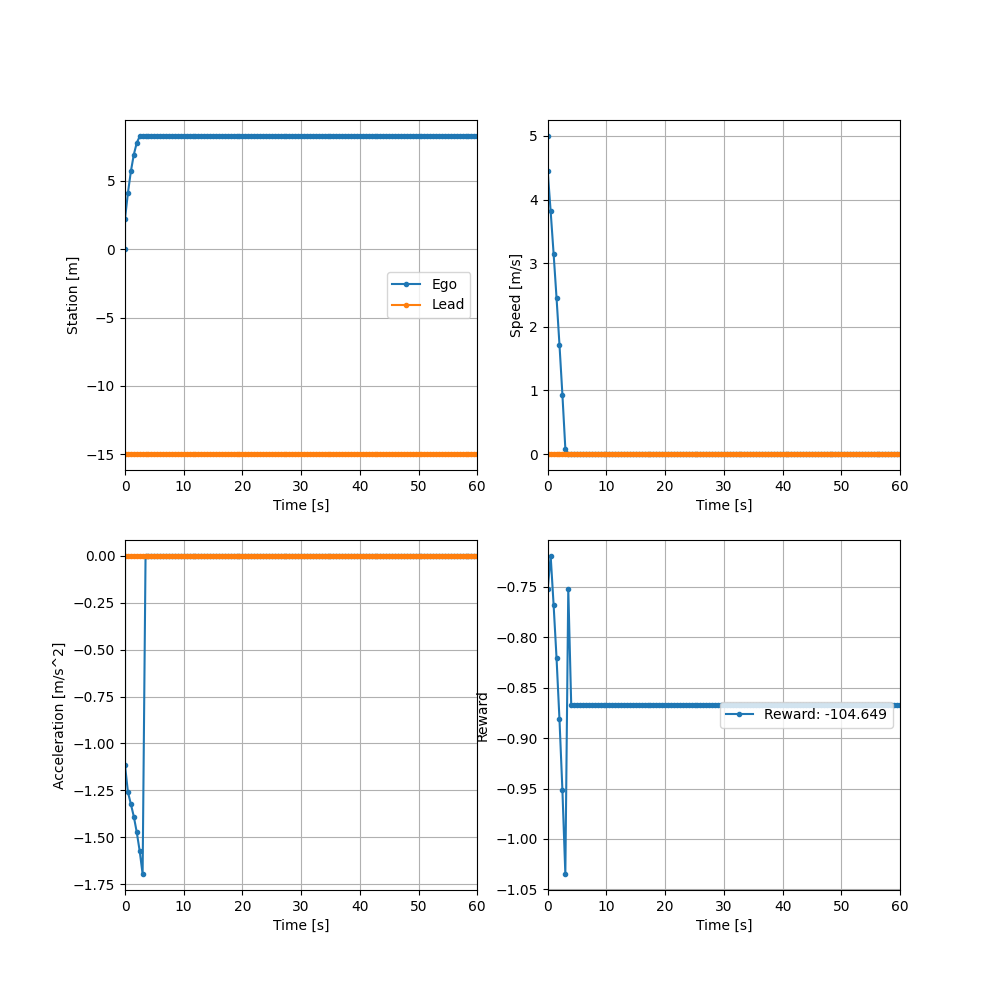 5
0
−5
−10
−15
Station [m]
0 10 20 30 40 50 60
Time [s]
Ego
Lead
5
4
3
2
1
0
Speed [m/s]
0 10 20 30 40 50 60
Time [s]
0.00
−0.25
−0.50
−0.75
−1.00
−1.25
−1.50
−1.75
Acceleration [m/s^2]
0 10 20 30 40 50 60
Time [s]
−0.75
−0.80
−0.85
−0.90
−0.95
−1.00
−1.05
Reward
0 10 20 30 40 50 60
Time [s]
Reward: -104.649